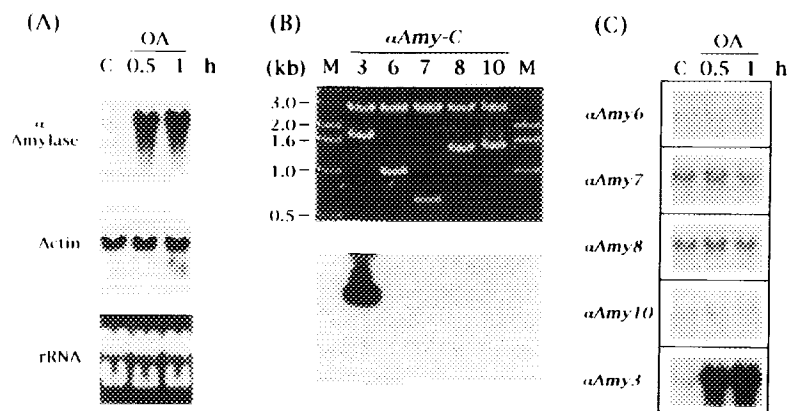 (A)
OA
C 0.5 1 h
α
Amylase
Actin
rRNA
(B)
αAmy-C
(kb) M 3 6 7 8 10 M
3.0
2.0
1.6
1.0
0.5
(C)
OA
C 0.5 1 h
αAmy6
αAmy7
αAmy8
αAmy10
αAmy3